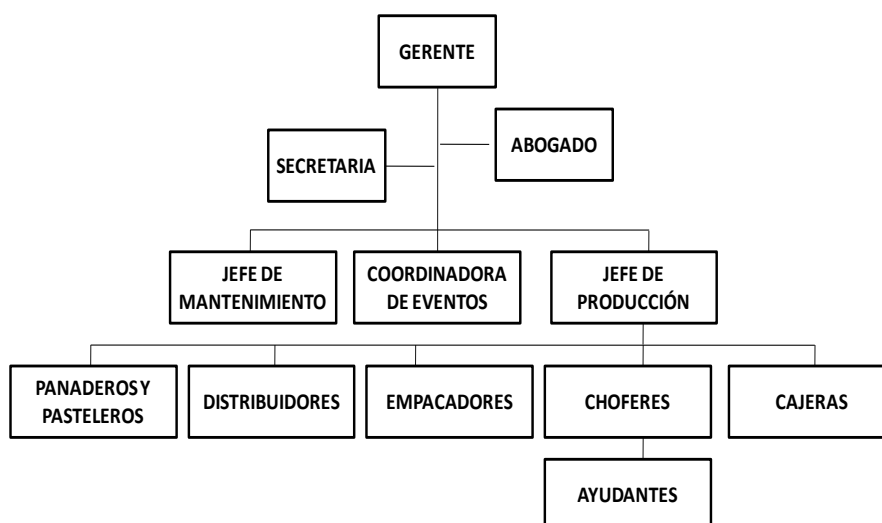 GERENTE
ABOGADO
SECRETARIA
JEFE DE
MANTENIMIENTO
COORDINADORA
DE EVENTOS
JEFE DE
PRODUCCIÓN
PANADEROS Y
PASTELEROS
DISTRIBUIDORES
EMPACADORES
CHOFERES
CAJERAS
AYUDANTES